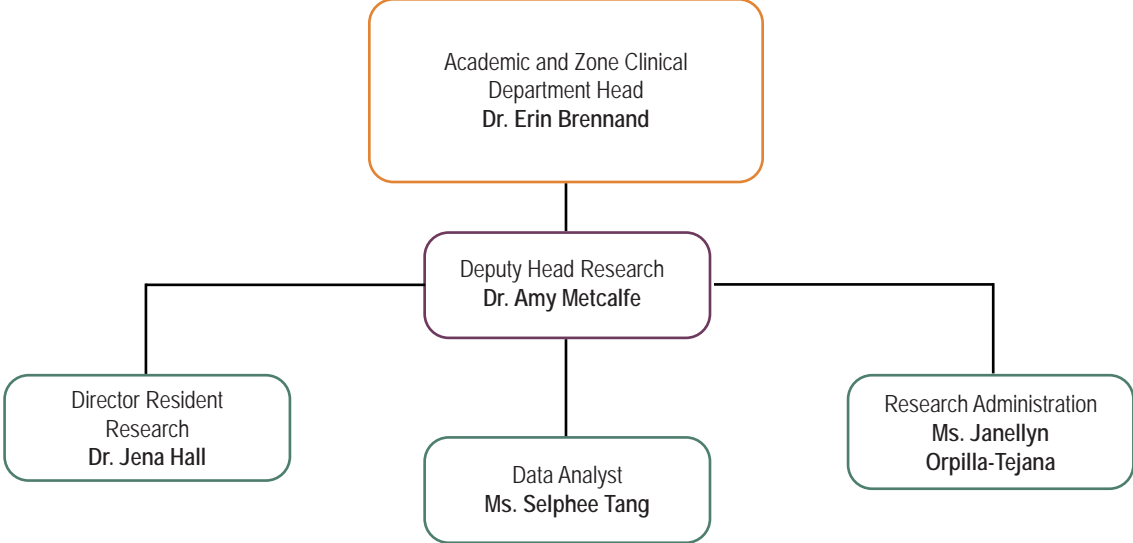 Academic and Zone Clinical
Department Head
Dr. Erin Brennand
Deputy Head Research
Dr. Amy Metcalfe
Director Resident
Research
Dr. Jena Hall
Data Analyst
Ms. Selphee Tang
Research Administration
Ms. Janellyn
Orpilla-Tejana